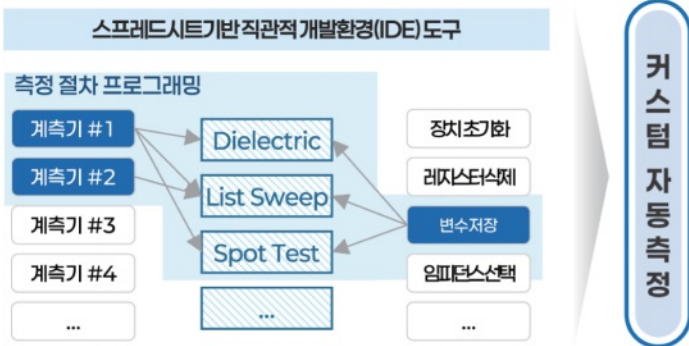 스프레드시트기반 직관적 개발환경(IDE) 도구
측정 절차 프로그래밍
계측기 #1
계측기 #2
계측기 #3
계측기 #4
...
Dielectric
List Sweep
Spot Test
...
장치 초기화
레지스터삭제
변수저장
임피던스선택
...
커스텀 자동측정